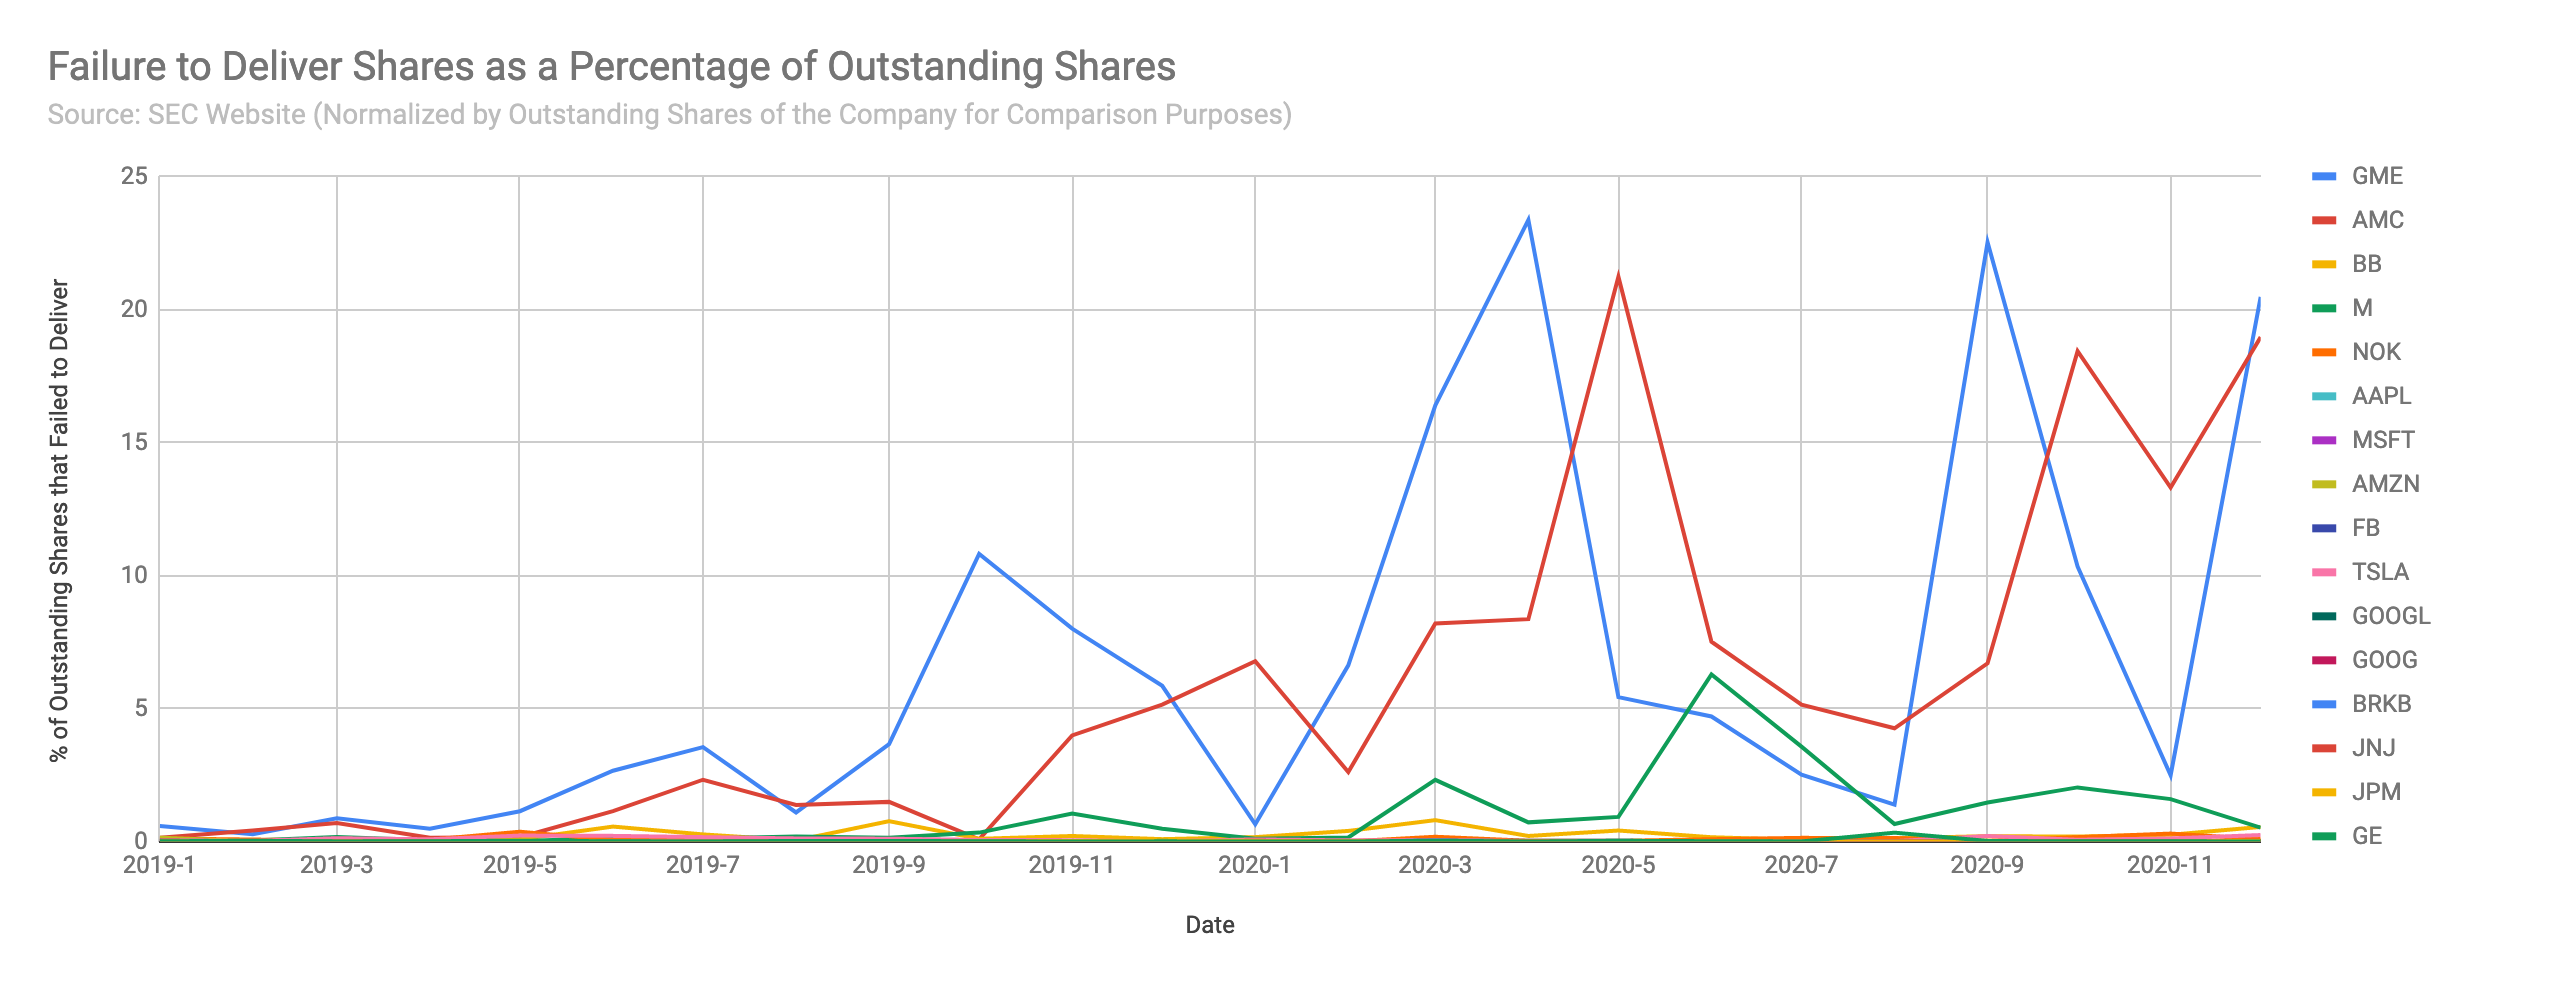 Failure to Deliver Shares as a Percentage of Outstanding Shares
Source: SEC Website (Normalized by Outstanding Shares of the Company for Comparison Purposes)
% of Outstanding Shares that Failed to Deliver
25
20
15
10
5
0
2019-1
2019-3
2019-5
2019-7
2019-9
2019-11
2020-1
2020-3
2020-5
2020-7
2020-9
2020-11
Date
GME
AMC
BB
M
NOK
AAPL
MSFT
AMZN
FB
TSLA
GOOGL
GOOG
BRKB
JNJ
JPM
GE